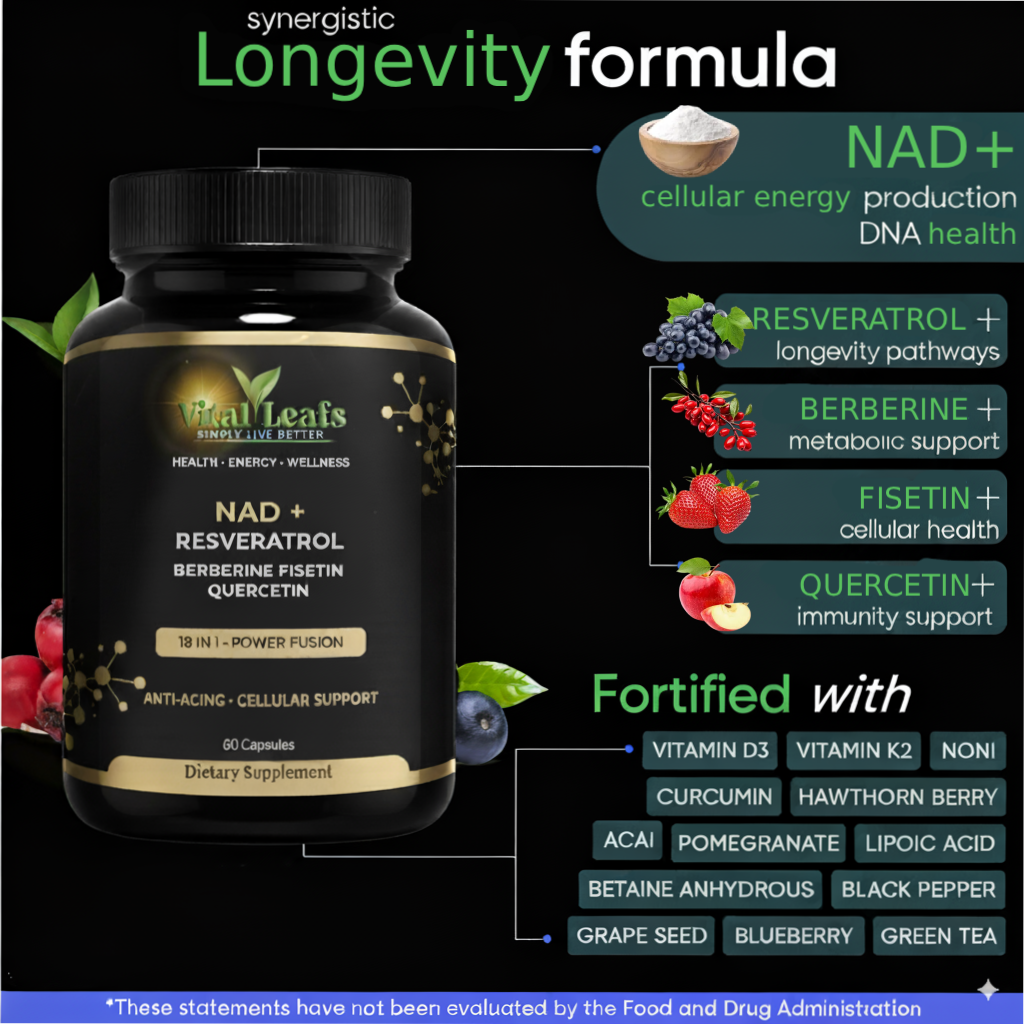 synergistic
Longevity formula
NAD+
cellular energy production
DNA health
RESVERATROL +
longevity pathways
BERBERINE +
metabolic support
FISETIN +
cellular health
QUERCETIN+
immunity support
Vital Leafs
SIMPLY LIVE BETTER
HEALTH · ENERGY · WELLNESS
NAD +
RESVERATROL
BERBERINE FISETIN
QUERCETIN
18 IN 1 - POWER FUSION
ANTI-ACING · CELLULAR SUPPORT
60 Capsules
Dietary Supplement
Fortified with
VITAMIN D3 VITAMIN K2 NONI
CURCUMIN HAWTHORN BERRY
ACAI POMEGRANATE LIPOIC ACID
BETAINE ANHYDROUS BLACK PEPPER
GRAPE SEED BLUEBERRY GREEN TEA
*These statements have not been evaluated by the Food and Drug Administration